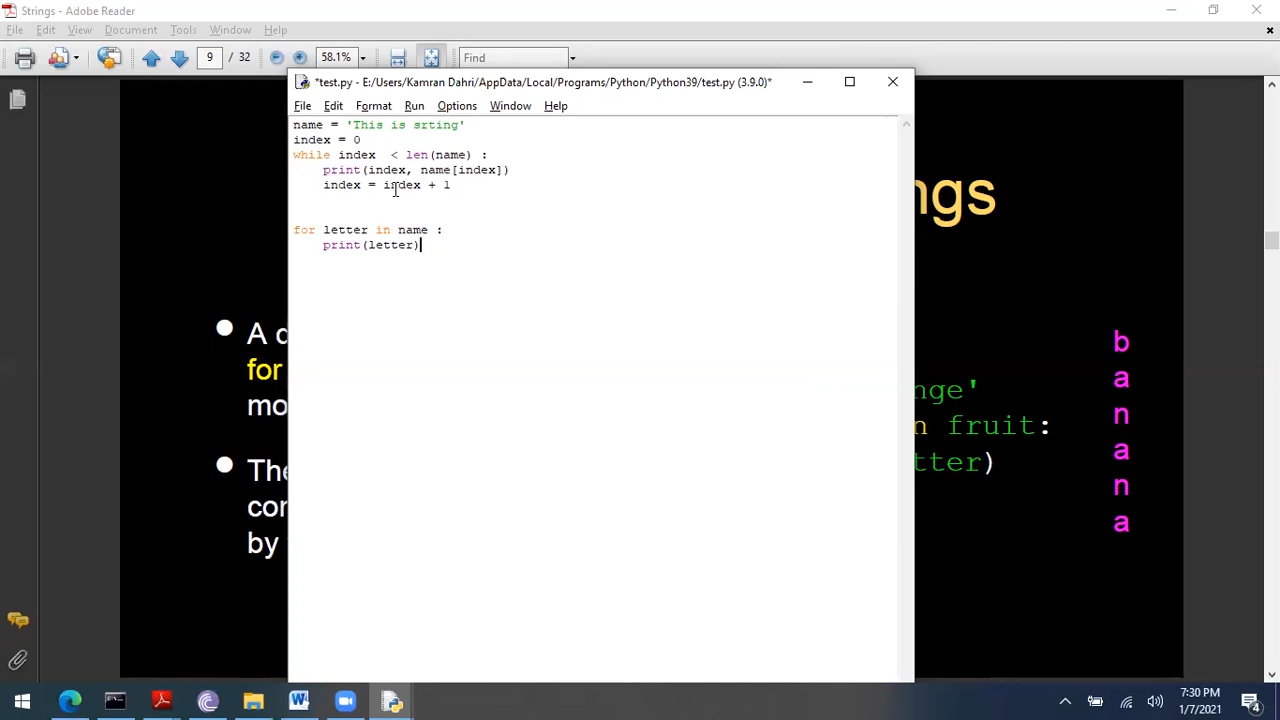 Strings - Adobe Reader
File Edit View Document Tools Window Help
9 / 32 58.1% Find
*test.py - E:/Users/Kamran Dahri/AppData/Local/Programs/Python/Python39/test.py (3.9.0)*
File Edit Format Run Options Window Help
name = 'This is srting'
index = 0
while index  < len(name) :
    print(index, name[index])
    index = index + 1
for letter in name :
    print(letter)
ngs
A
for
mo
The
con
by
nge'
n fruit:
tter)
b
a
n
a
n
a
7:30 PM
1/7/2021
4